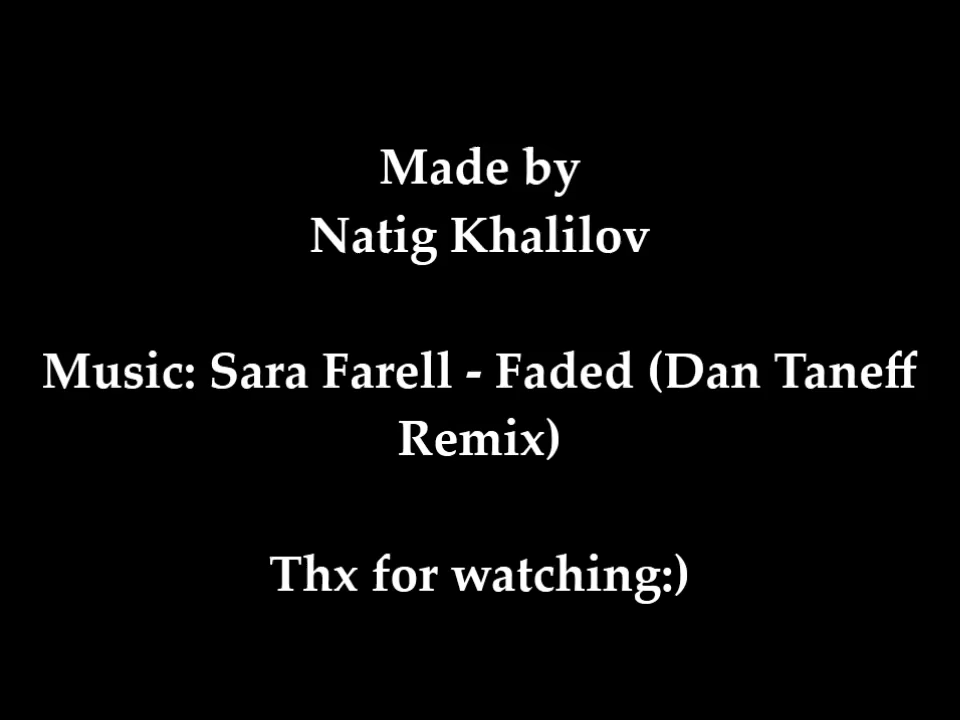 Made by
Natig Khalilov
Music: Sara Farell - Faded (Dan Taneff
Remix)
Thx for watching:)